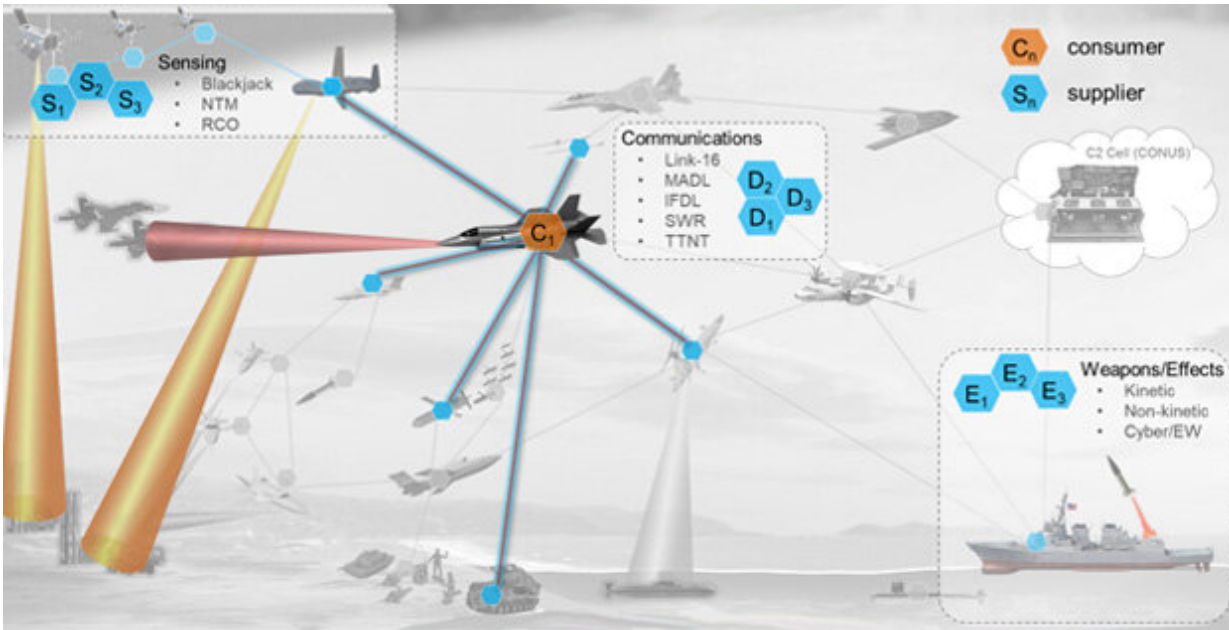 Sensing
• Blackjack
• NTM
• RCO
S1
S2
S3
Cn consumer
Sn supplier
Communications
• Link-16
• MADL
• IFDL
• SWR
• TTNT
D2
D3
D1
C2 Cell (CONUS)
C1
Weapons/Effects
• Kinetic
• Non-kinetic
• Cyber/EW
E1
E2
E3